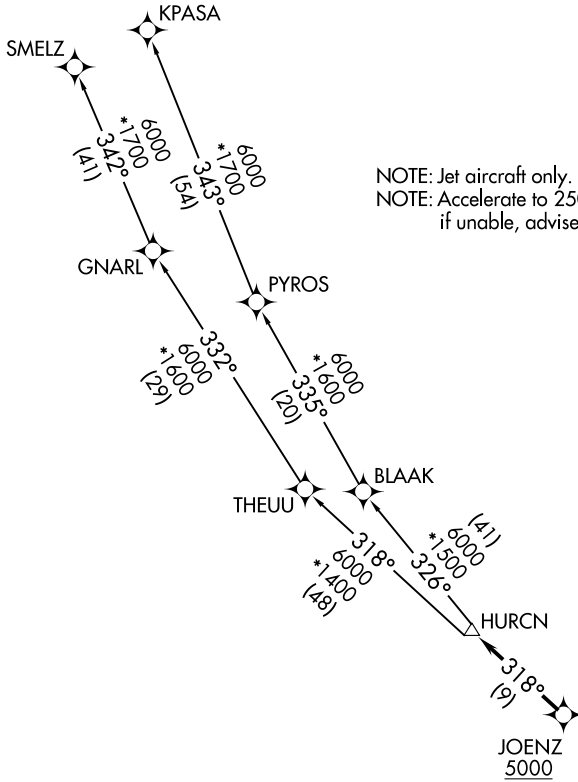 KPASA
SMELZ
6000
*1700
342°
(41)
6000
*1700
343°
(54)
NOTE: Jet aircraft only.
NOTE: Accelerate to 250
if unable, advise
GNARL
PYROS
332°
6000
*1600
(29)
6000
*1600
335°
(20)
BLAAK
THEUU
(41)
6000
*1500
326°
318°
6000
*1400
(48)
HURCN
318°
(9)
JOENZ
5000